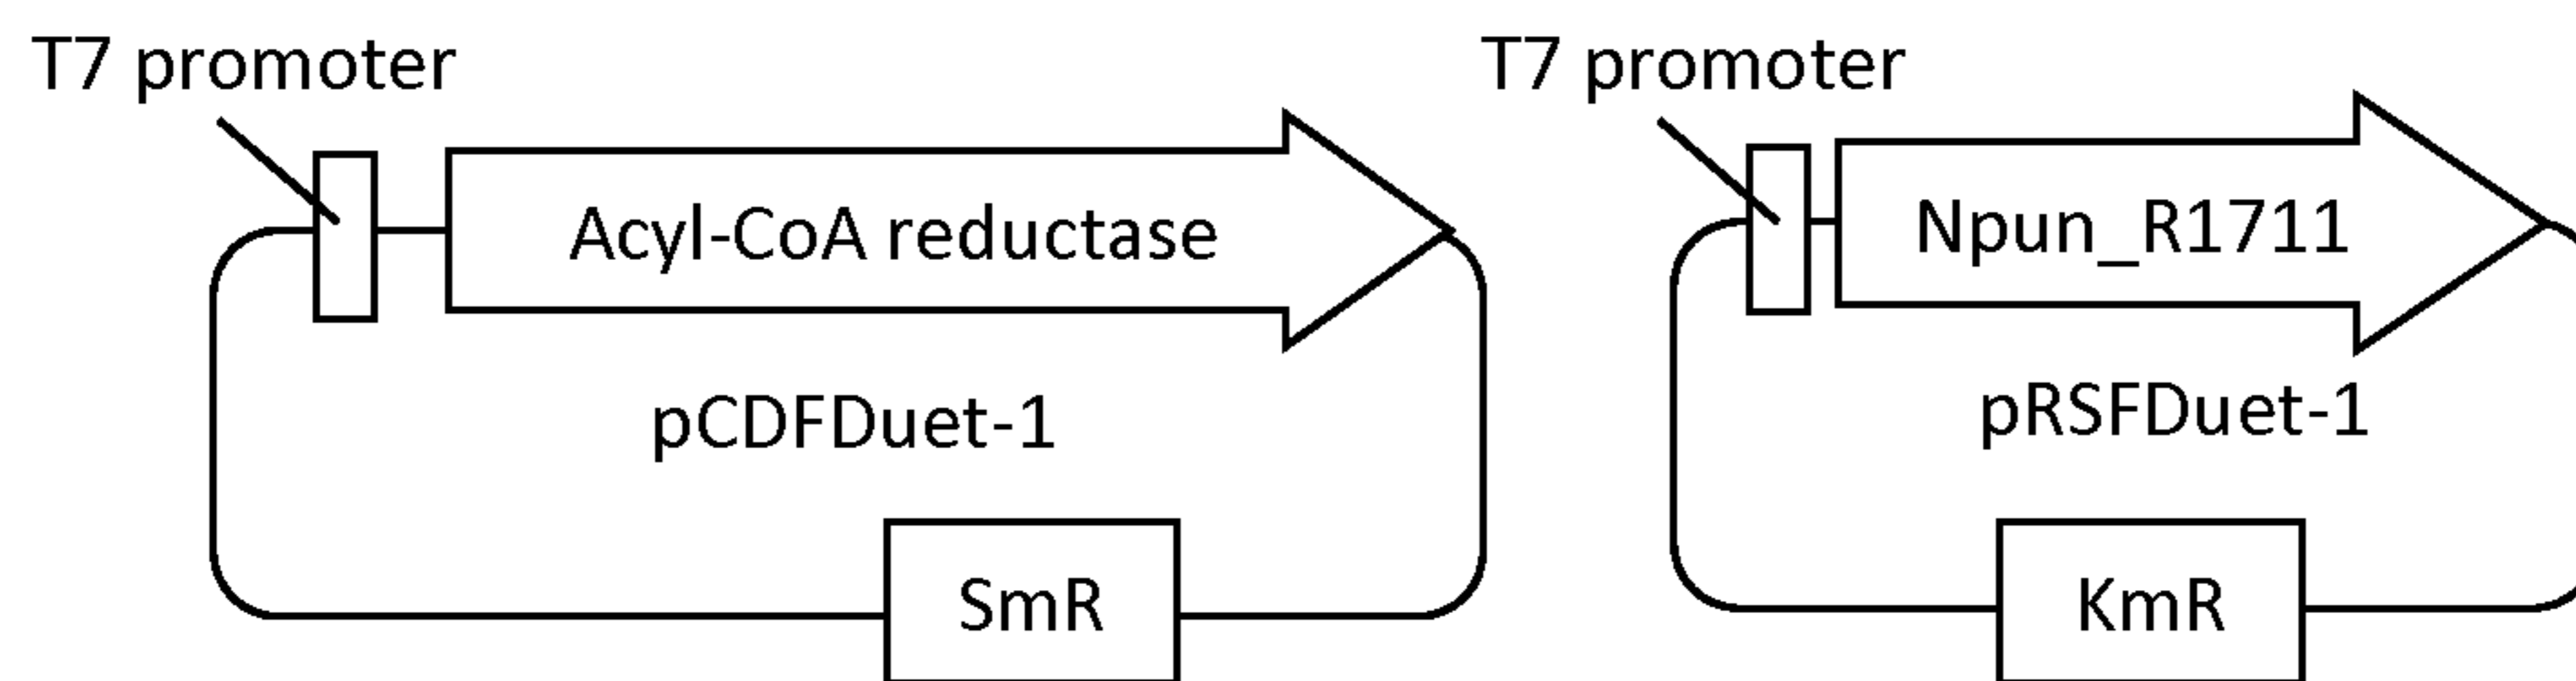 T7 promoter
Acyl-CoA reductase
pCDFDuet-1
SmR
T7 promoter
Npun_R1711
pRSFDuet-1
KmR